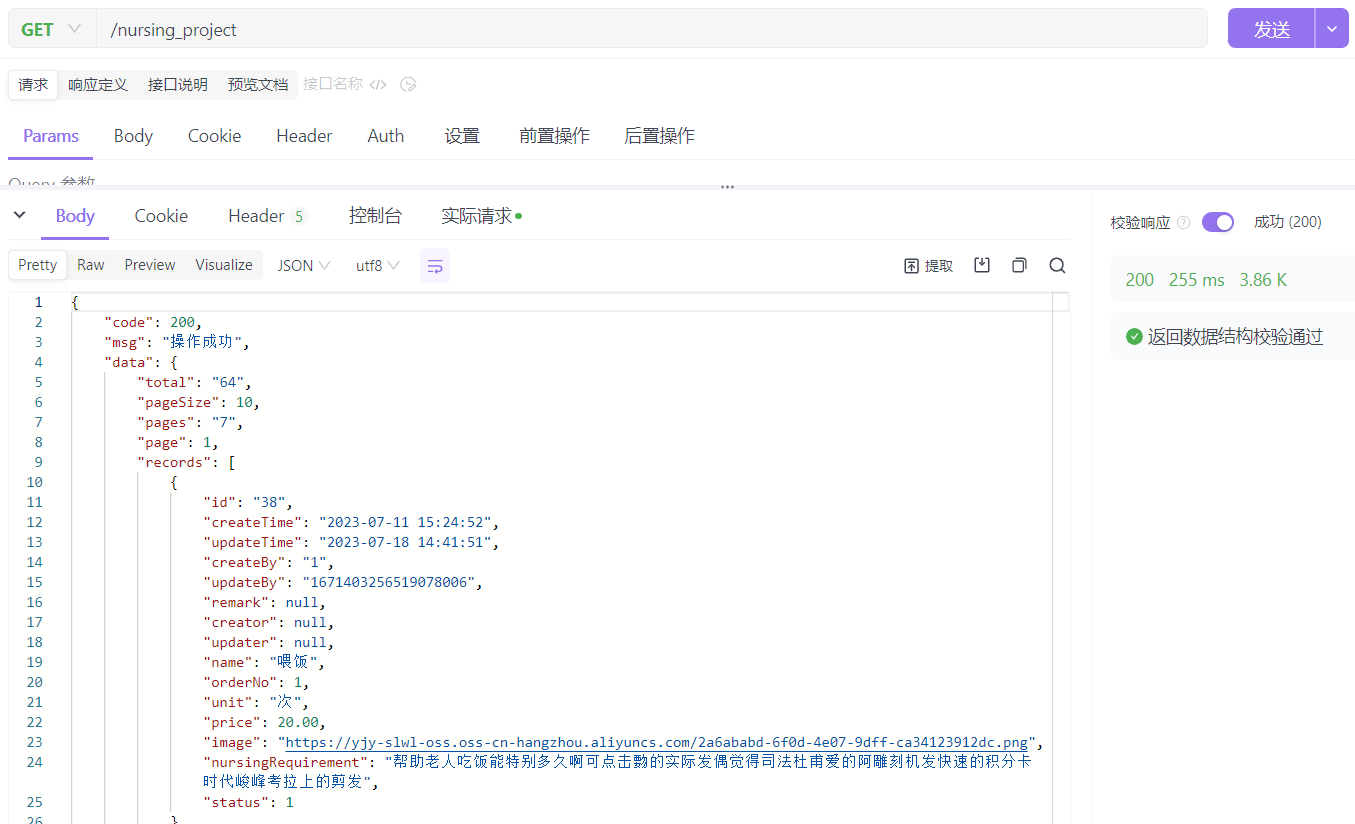 GET /nursing_project 发送
请求 响应定义 接口说明 预览文档 接口名称 </>
Params Body Cookie Header Auth 设置 前置操作 后置操作
Query 参数
Body Cookie Header 5 控制台 实际请求 校验响应 成功 (200)
Pretty Raw Preview Visualize JSON utf8 提取
200 255 ms 3.86 K
返回数据结构校验通过
1 {
2 "code": 200,
3 "msg": "操作成功",
4 "data": {
5 "total": "64",
6 "pageSize": 10,
7 "pages": "7",
8 "page": 1,
9 "records": [
10 {
11 "id": "38",
12 "createTime": "2023-07-11 15:24:52",
13 "updateTime": "2023-07-18 14:41:51",
14 "createBy": "1",
15 "updateBy": "1671403256519078006",
16 "remark": null,
17 "creator": null,
18 "updater": null,
19 "name": "喂饭",
20 "orderNo": 1,
21 "unit": "次",
22 "price": 20.00,
23 "image": "https://yjy-slwl-oss.oss-cn-hangzhou.aliyuncs.com/2a6ababd-6f0d-4e07-9dff-ca34123912dc.png",
24 "nursingRequirement": "帮助老人吃饭能特别多久啊可点击的实际发偶觉得司法杜甫爱的阿雕刻机发快速的积分卡
时代峻峰考拉上的剪发",
25 "status": 1
26 }